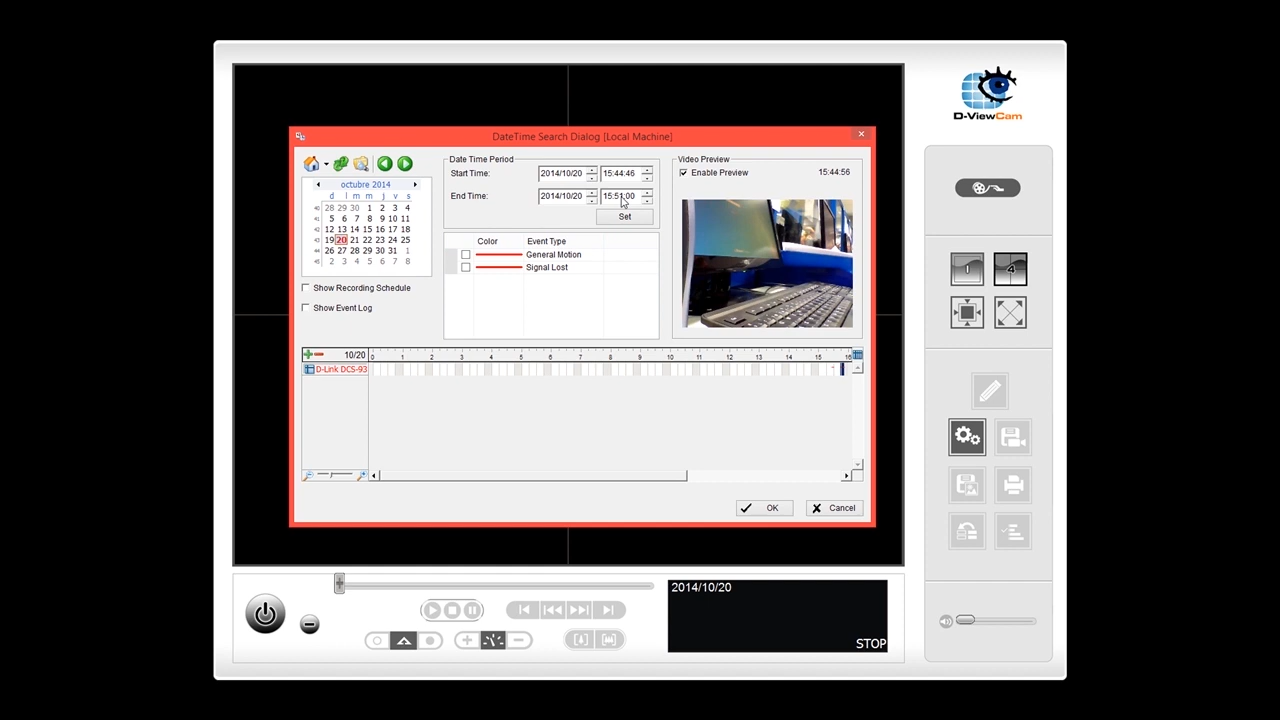 D-ViewCam
DateTime Search Dialog [Local Machine]
Date Time Period
Start Time: 2014/10/20 15:44:46
End Time: 2014/10/20 15:51:00
Set
Video Preview
Enable Preview 15:44:56
octubre 2014
d l m m j v s
40 28 29 30 1 2 3 4
41 5 6 7 8 9 10 11
42 12 13 14 15 16 17 18
43 19 20 21 22 23 24 25
44 26 27 28 29 30 31 1
45 2 3 4 5 6 7 8
Color Event Type
General Motion
Signal Lost
Show Recording Schedule
Show Event Log
10/20 0 1 2 3 4 5 6 7 8 9 10 11 12 13 14 15 16
D-Link DCS-93
OK Cancel
1 4
2014/10/20
STOP